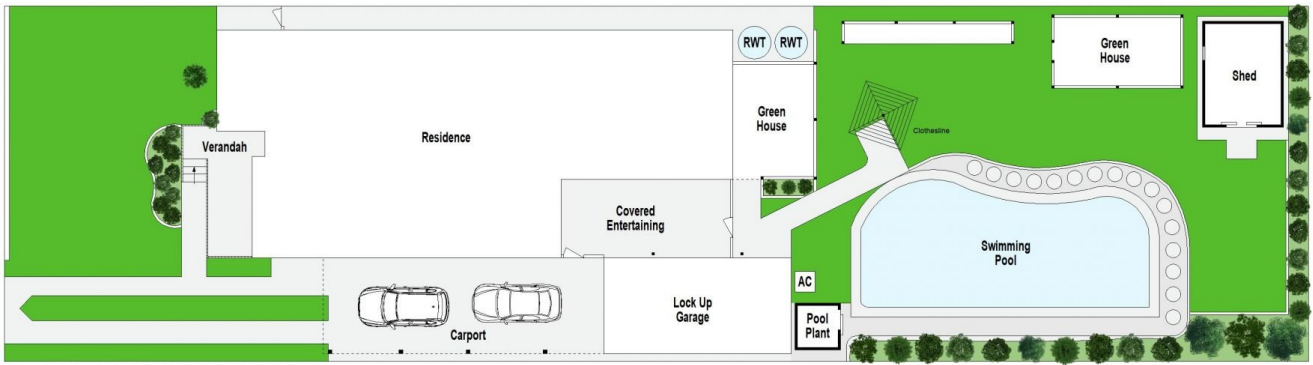 RWT RWT
Green
House
Shed
Green
House
Clothesline
Residence
Verandah
Covered
Entertaining
Swimming
Pool
AC
Lock Up
Garage
Pool
Plant
Carport